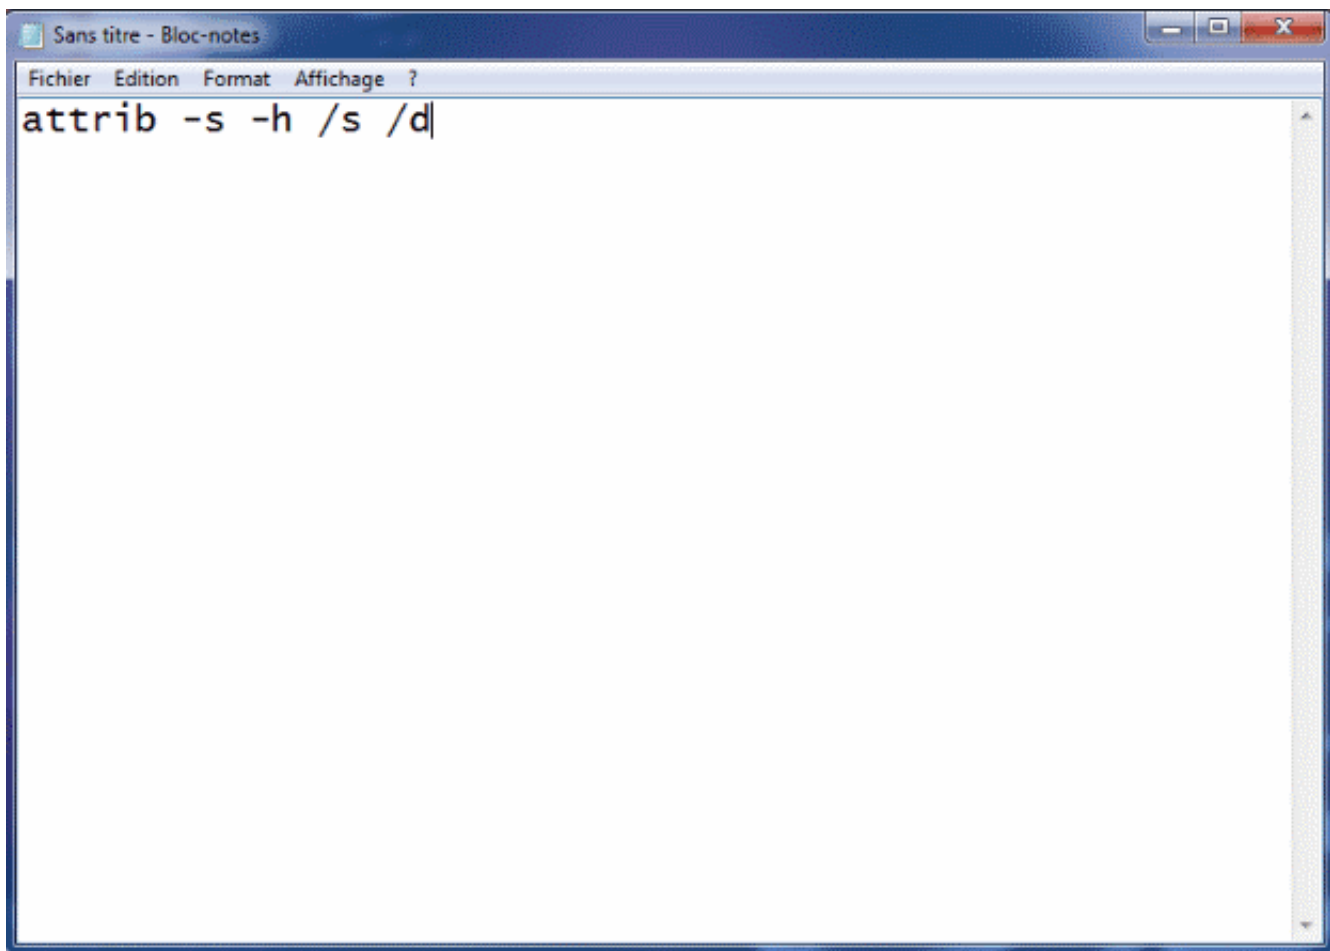 Sans titre - Bloc-notes
Fichier Edition Format Affichage ?
attrib -s -h /s /d